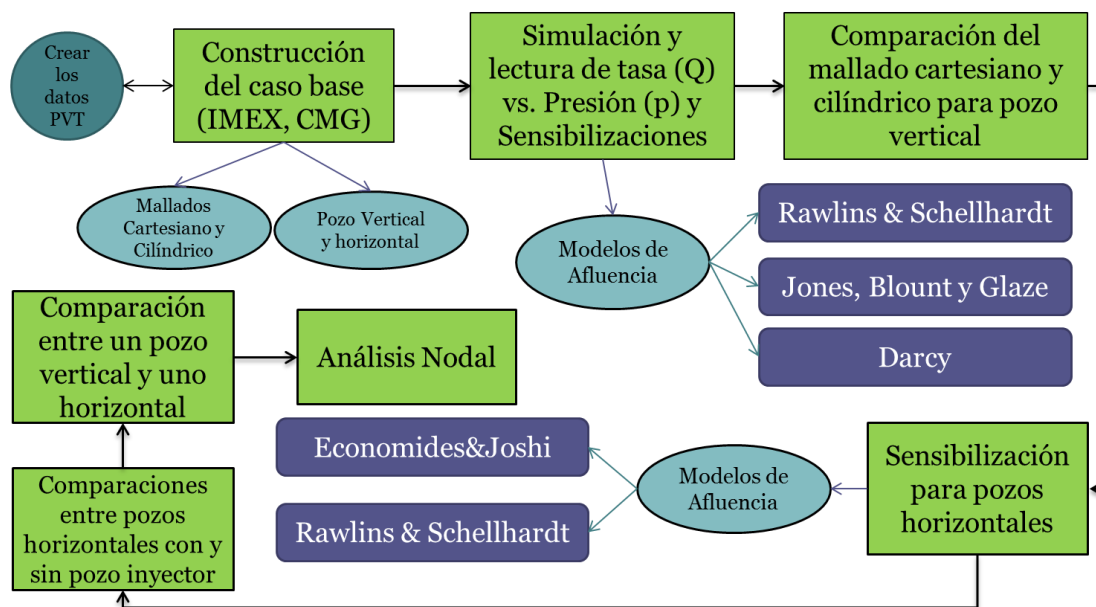 Crear
los
datos
PVT
Construcción
del caso base
(IMEX, CMG)
Simulación y
lectura de tasa (Q)
vs. Presión (p) y
Sensibilizaciones
Comparación del
mallado cartesiano y
cilíndrico para pozo
vertical
Mallados
Cartesiano y
Cilíndrico
Pozo Vertical
y horizontal
Modelos de
Afluencia
Rawlins & Schellhardt
Jones, Blount y Glaze
Darcy
Sensibilización
para pozos
horizontales
Modelos de
Afluencia
Economides&Joshi
Rawlins & Schellhardt
Comparaciones
entre pozos
horizontales con y
sin pozo inyector
Comparación
entre un pozo
vertical y uno
horizontal
Análisis Nodal